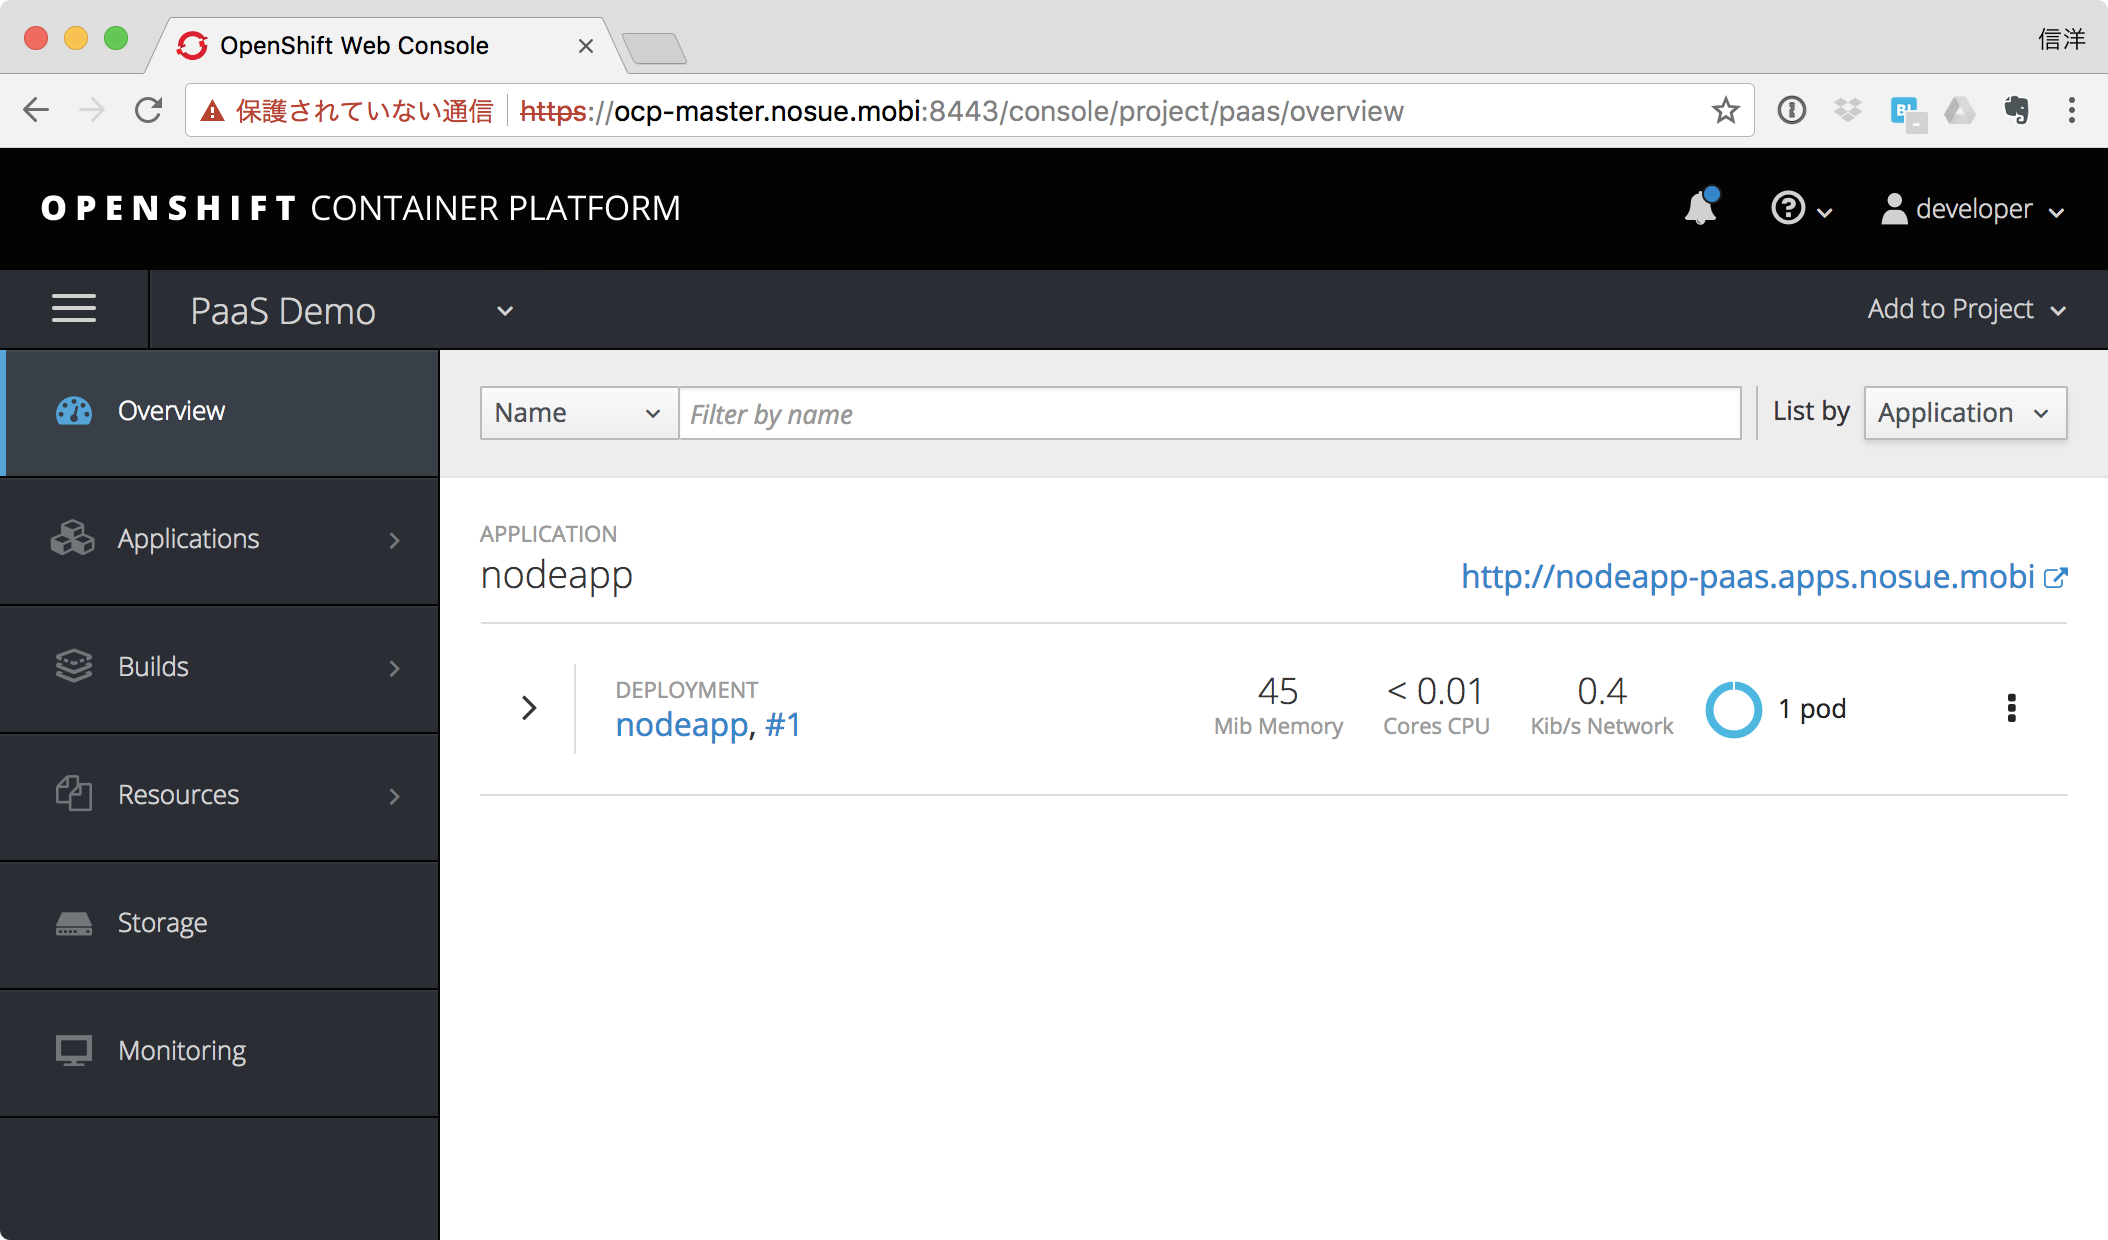 OpenShift Web Console
信洋
保護されていない通信 https://ocp-master.nosue.mobi:8443/console/project/paas/overview
B!
OPENSHIFT CONTAINER PLATFORM
developer
PaaS Demo
Add to Project
Overview
Name
Filter by name
List by
Application
Applications
Builds
Resources
Storage
Monitoring
APPLICATION
nodeapp
http://nodeapp-paas.apps.nosue.mobi
DEPLOYMENT
nodeapp, #1
45
Mib Memory
< 0.01
Cores CPU
0.4
Kib/s Network
1 pod